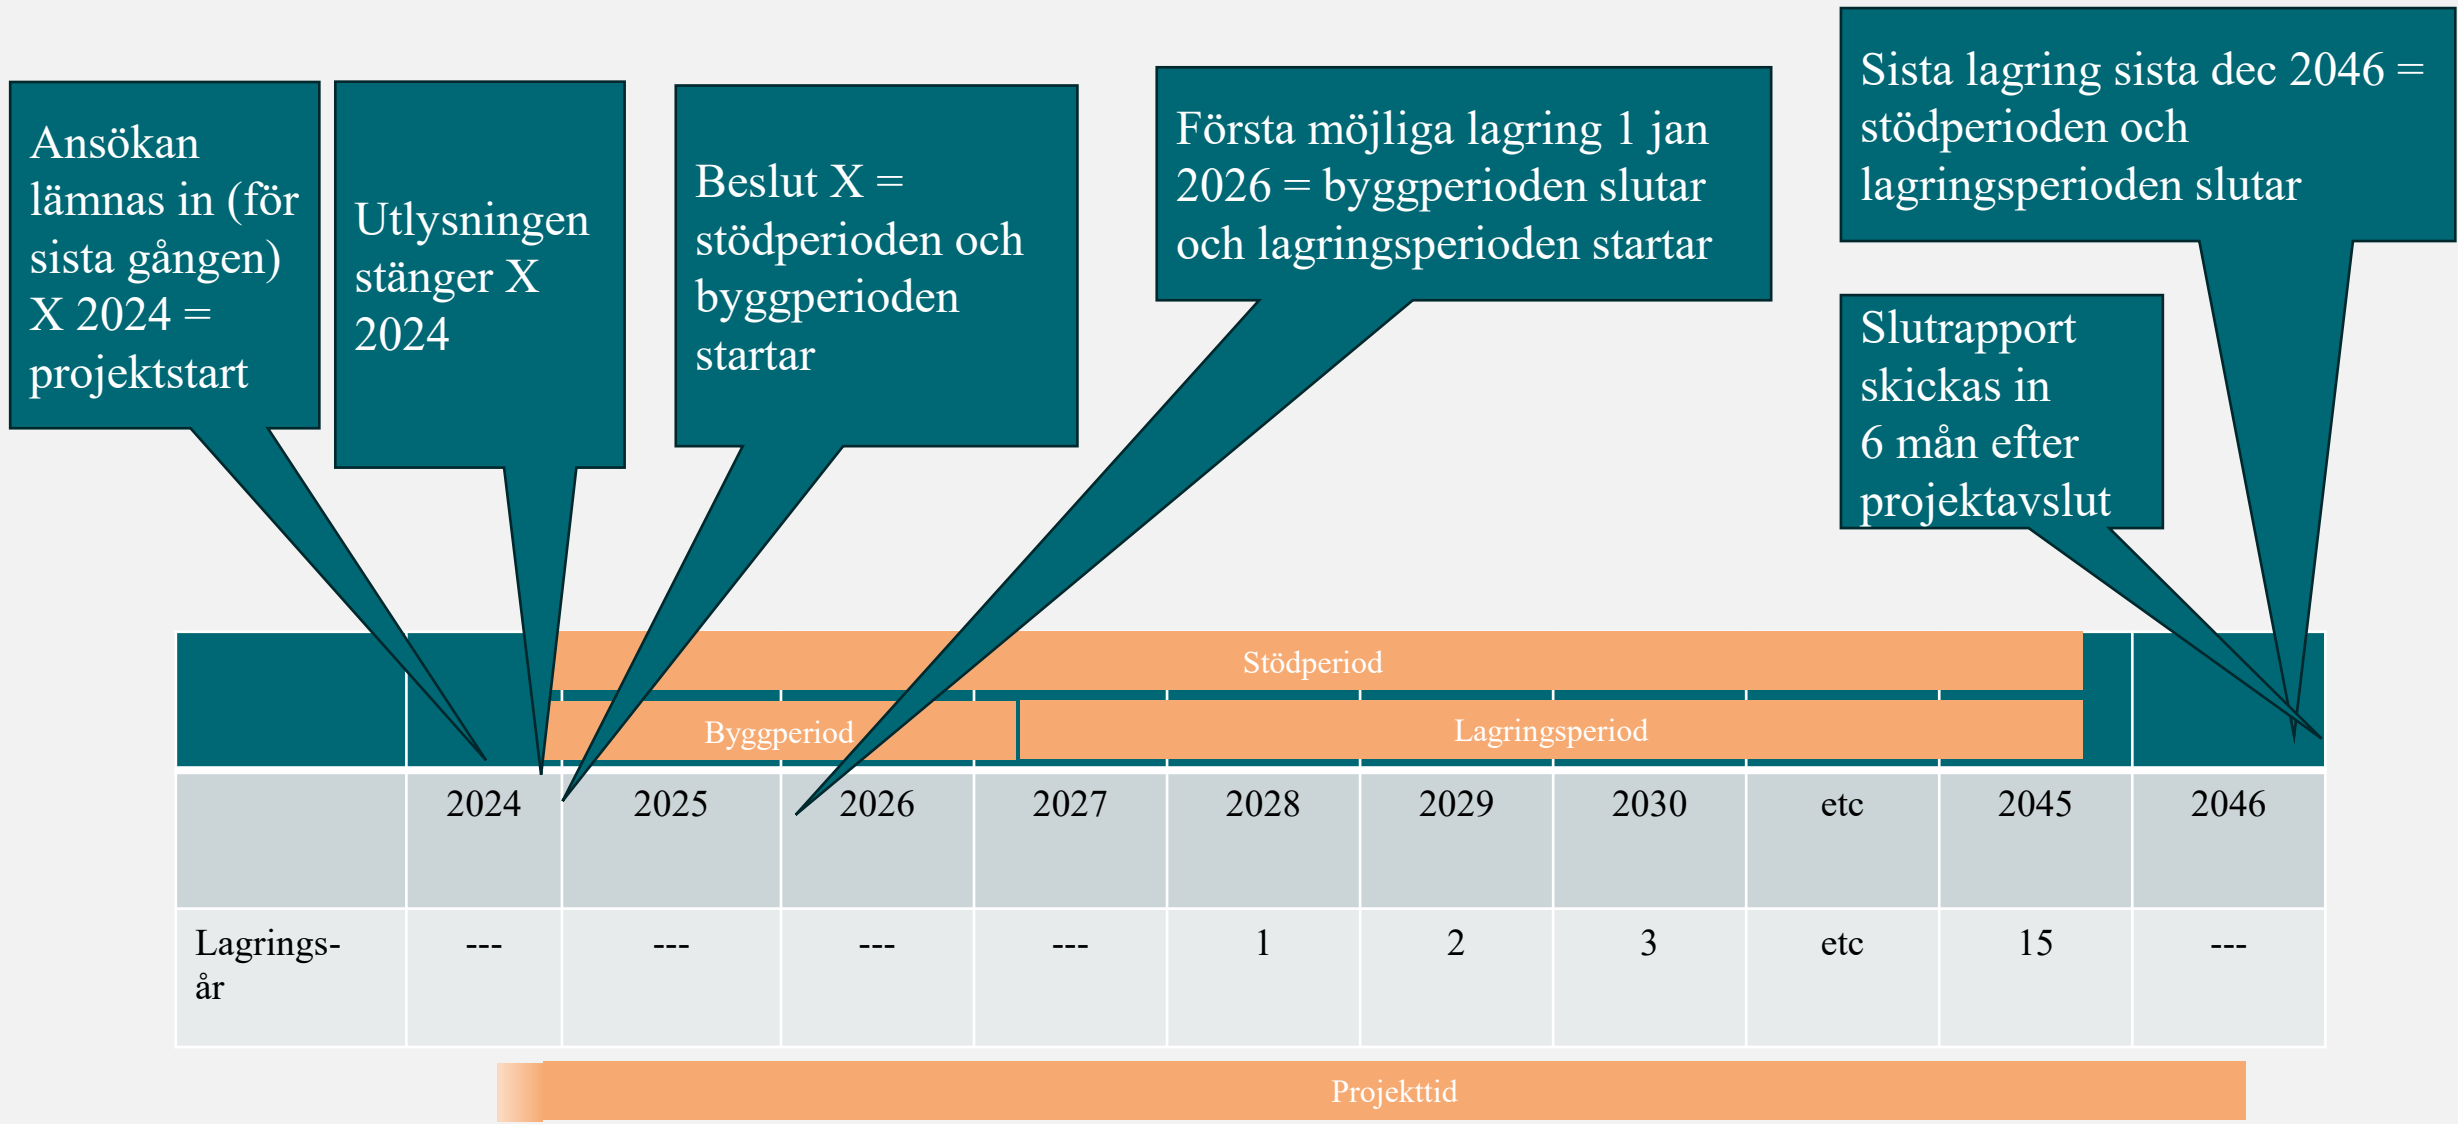 Ansökan
lämnas in (för
sista gången)
X 2024 =
projektstart
Utlysningen
stänger X
2024
Beslut X =
stödperioden och
byggperioden
startar
Första möjliga lagring 1 jan
2026 = byggperioden slutar
och lagringsperioden startar
Sista lagring sista dec 2046 =
stödperioden och
lagringsperioden slutar
Slutrapport
skickas in
6 mån efter
projektavslut
Stödperiod
Byggperiod
Lagringsperiod
2024 2025 2026 2027 2028 2029 2030 etc 2045 2046
Lagrings-
år
--- --- --- --- 1 2 3 etc 15 ---
Projekttid